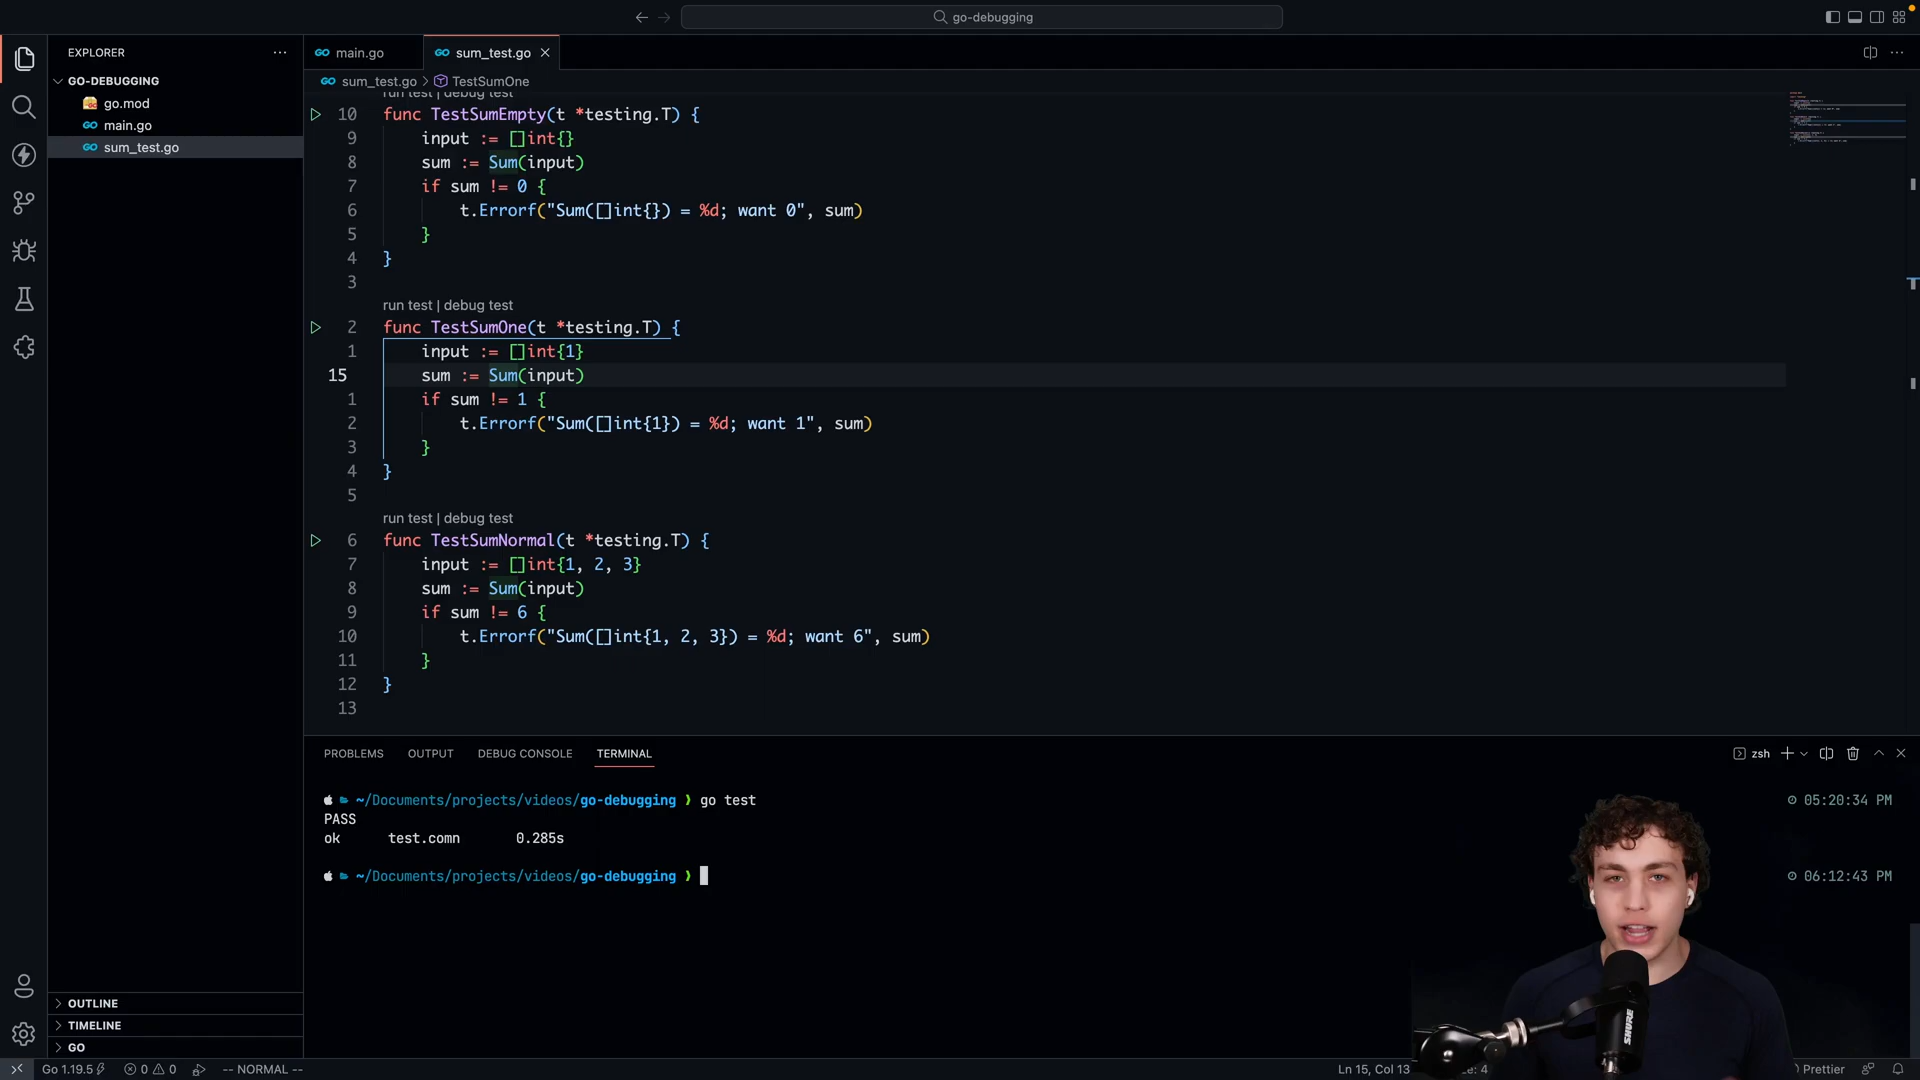 go-debugging
EXPLORER
GO-DEBUGGING
go.mod
main.go
sum_test.go
OUTLINE
TIMELINE
GO
main.go
sum_test.go
sum_test.go > TestSumOne
run test | debug test
10 func TestSumEmpty(t *testing.T) {
9 input := []int{}
8 sum := Sum(input)
7 if sum != 0 {
6 t.Errorf("Sum([]int{}) = %d; want 0", sum)
5 }
4 }
3
run test | debug test
2 func TestSumOne(t *testing.T) {
1 input := []int{1}
15 sum := Sum(input)
1 if sum != 1 {
2 t.Errorf("Sum([]int{1}) = %d; want 1", sum)
3 }
4 }
5
run test | debug test
6 func TestSumNormal(t *testing.T) {
7 input := []int{1, 2, 3}
8 sum := Sum(input)
9 if sum != 6 {
10 t.Errorf("Sum([]int{1, 2, 3}) = %d; want 6", sum)
11 }
12 }
13
PROBLEMS OUTPUT DEBUG CONSOLE TERMINAL zsh
~/Documents/projects/videos/go-debugging ❯ go test 05:20:34 PM
PASS
ok test.comn 0.285s
~/Documents/projects/videos/go-debugging ❯ 06:12:43 PM
SHURE
Go 1.19.5 0 0 -- NORMAL -- Ln 15, Col 13 4 Prettier